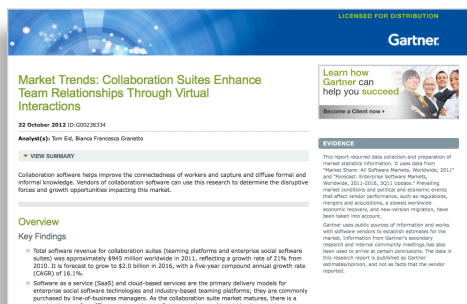 LICENSED FOR DISTRIBUTION
Gartner
Market Trends: Collaboration Suites Enhance
Team Relationships Through Virtual
Interactions
22 October 2012 ID:G00238334
Analyst(s): Tom Eid, Bianca Francesca Granetto
VIEW SUMMARY
Collaboration software helps improve the connectedness of workers and capture and diffuse formal and
informal knowledge. Vendors of collaboration software can use this research to determine the disruptive
forces and growth opportunities impacting this market.
Overview
Key Findings
Total software revenue for collaboration suites (teaming platforms and enterprise social software
suites) was approximately $945 million worldwide in 2011, reflecting a growth rate of 21% from
2010. It is forecast to grow to $2.0 billion in 2016, with a five-year compound annual growth rate
(CAGR) of 16.1%.
Software as a service (SaaS) and cloud-based services are the primary delivery models for
enterprise social software technologies and industry-based teaming platforms; they are commonly
purchased by line-of-business managers. As the collaboration suite market matures, there is a
Learn how
Gartner can
help you succeed
Become a Client now
EVIDENCE
This report required data collection and preparation of
market statistics information. It uses data from
"Market Share: All Software Markets, Worldwide, 2011"
and "Forecast: Enterprise Software Markets,
Worldwide, 2011-2016, 3Q11 Update." Prevailing
market conditions and political and economic events
that affect vendor performance, such as regulations,
mergers and acquisitions, a slowed worldwide
economic recovery, and new-version migration, have
been taken into account.
Gartner uses public sources of information and works
with software vendors to establish estimates for the
market. Information from Gartner's secondary
research and internal community meetings has also
been used to arrive at certain conclusions. The data in
this research report is published as Gartner
estimates/opinion, and not as facts that the vendor
reported.